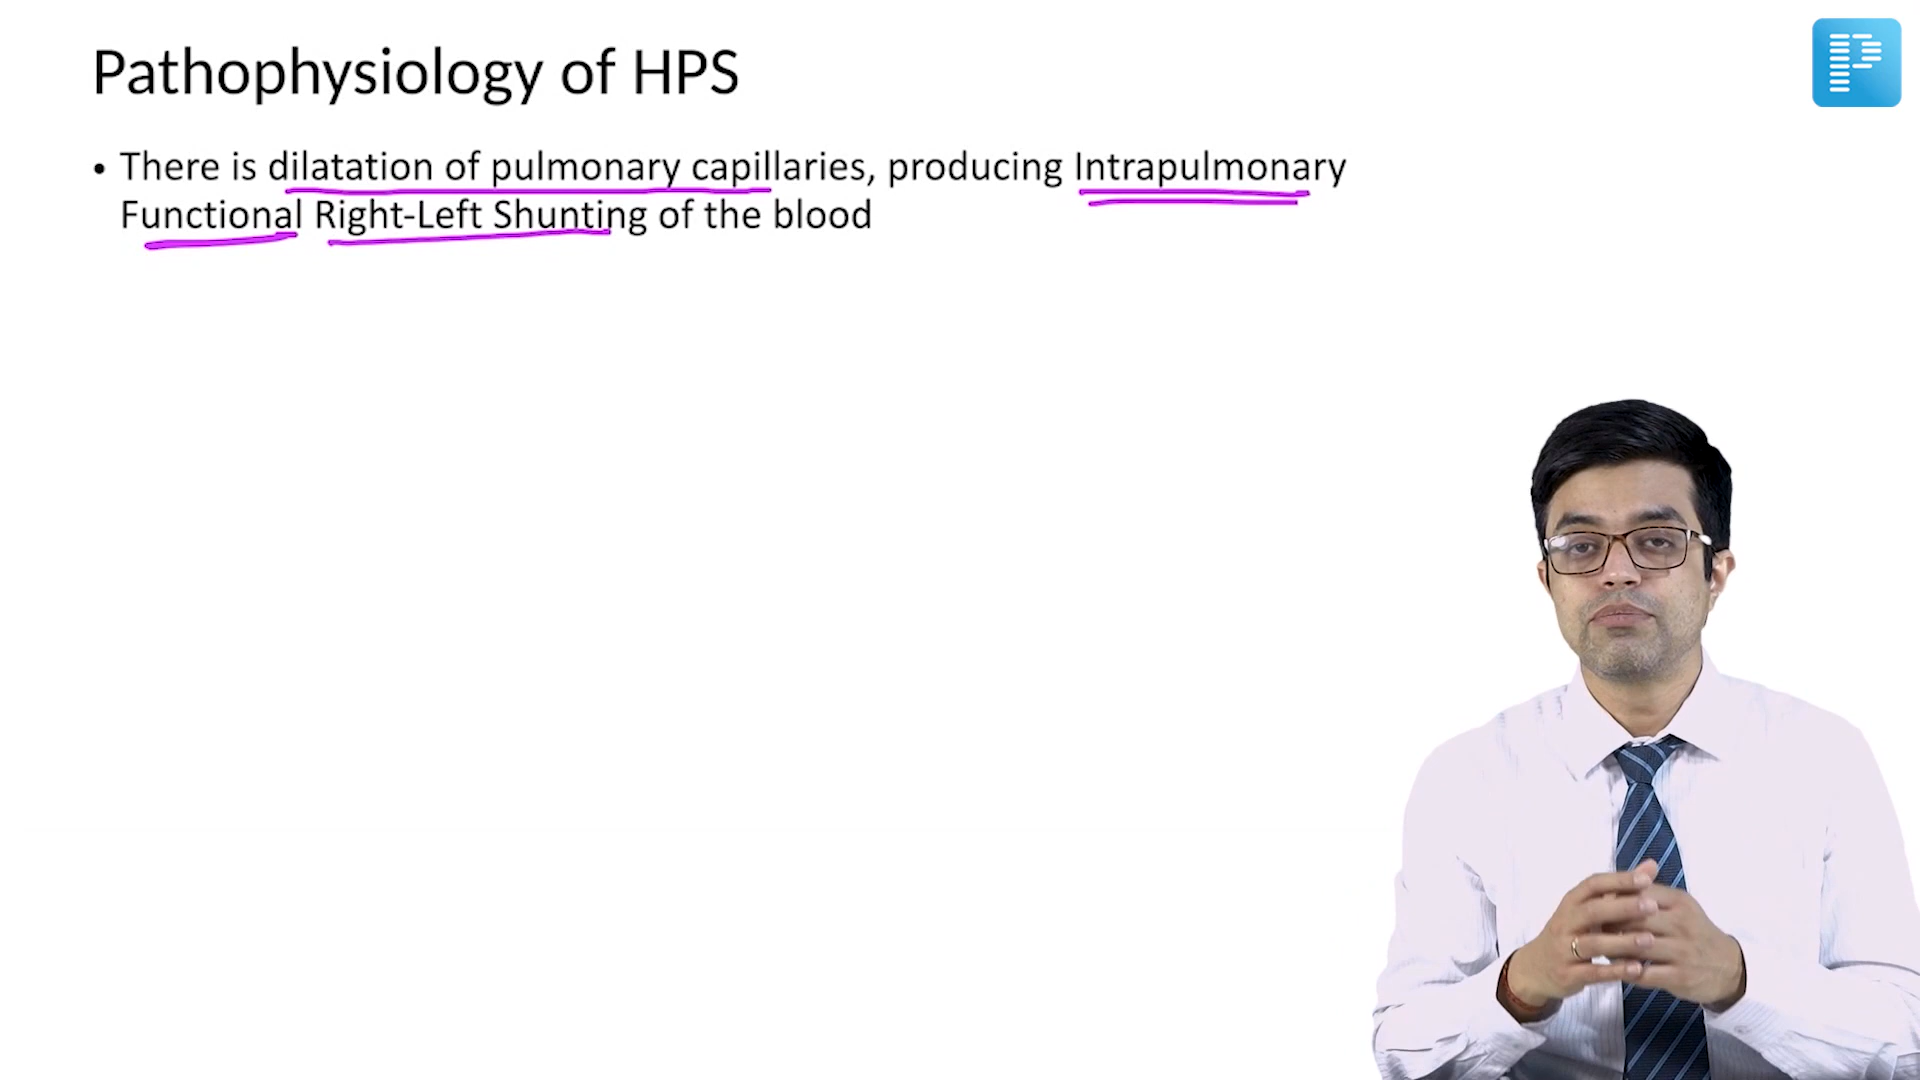 Pathophysiology of HPS
• There is dilatation of pulmonary capillaries, producing Intrapulmonary
Functional Right-Left Shunting of the blood
P